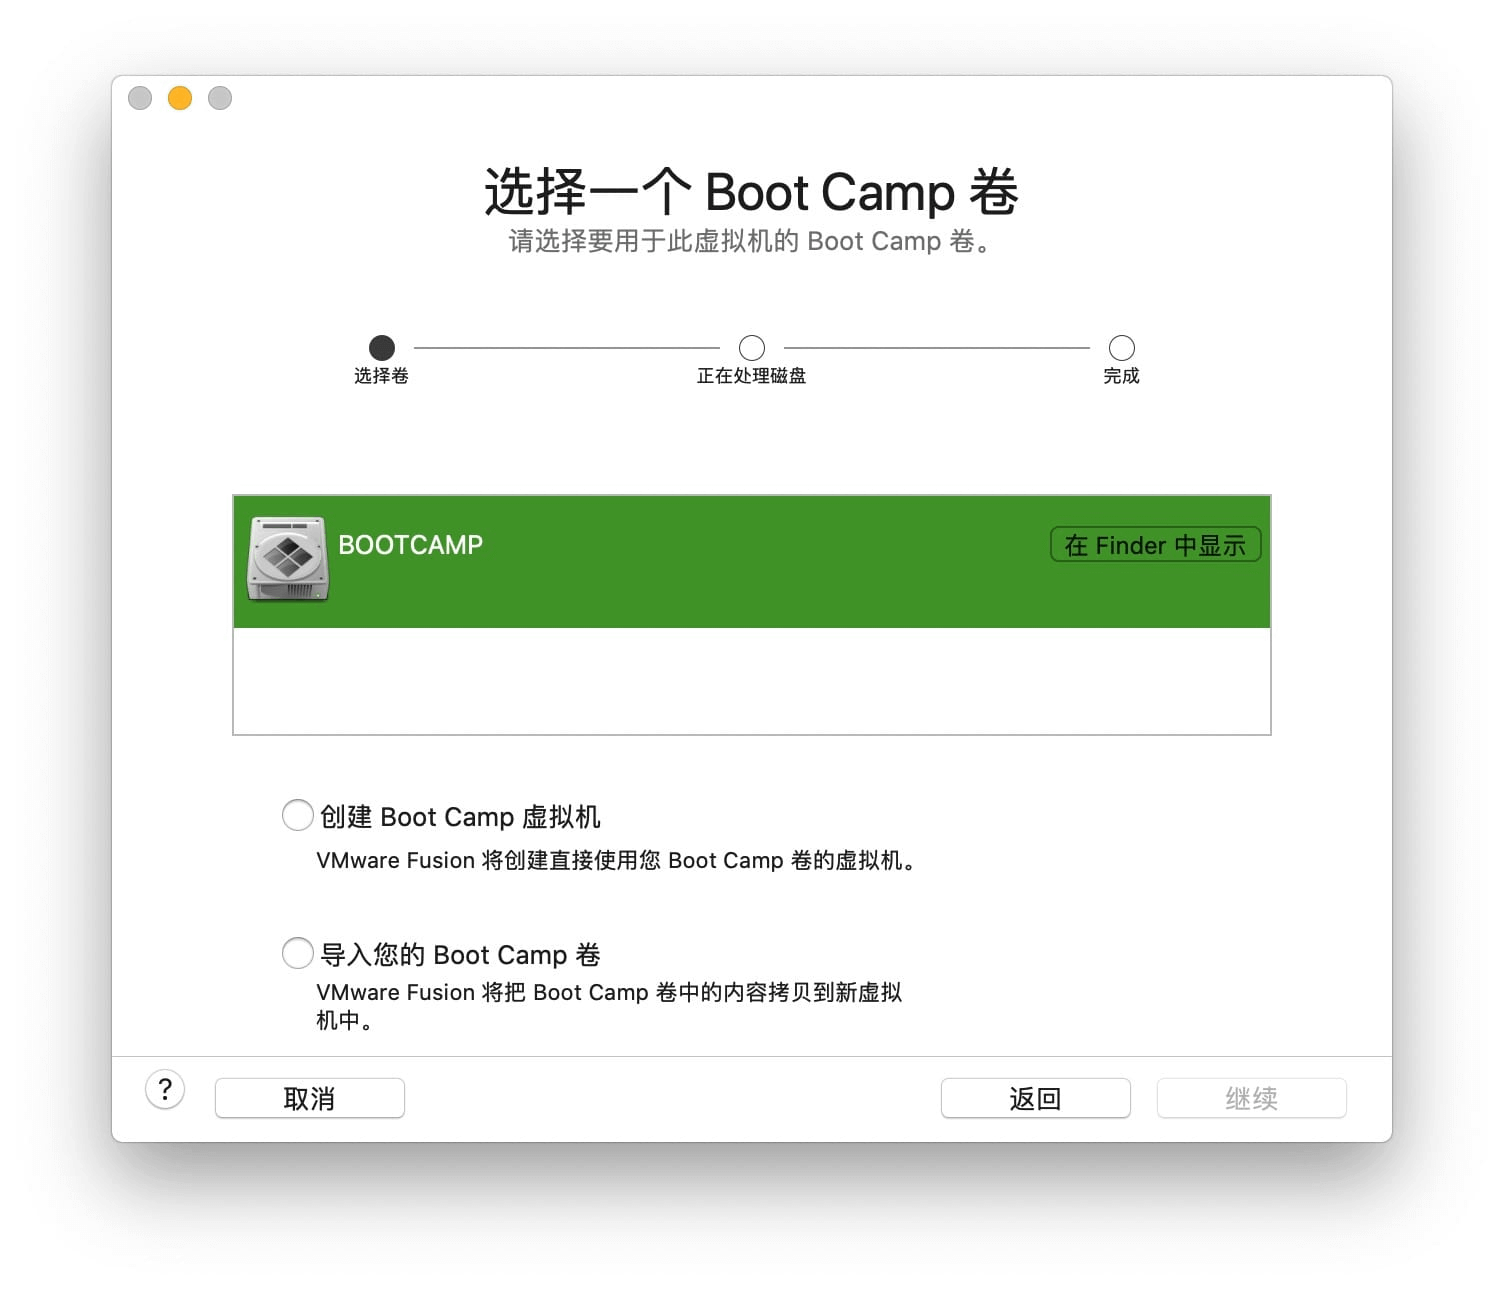 选择一个 Boot Camp 卷
请选择要用于此虚拟机的 Boot Camp 卷。
选择卷
正在处理磁盘
完成
BOOTCAMP
在 Finder 中显示
创建 Boot Camp 虚拟机
VMware Fusion 将创建直接使用您 Boot Camp 卷的虚拟机。
导入您的 Boot Camp 卷
VMware Fusion 将把 Boot Camp 卷中的内容拷贝到新虚拟
机中。
?
取消
返回
继续